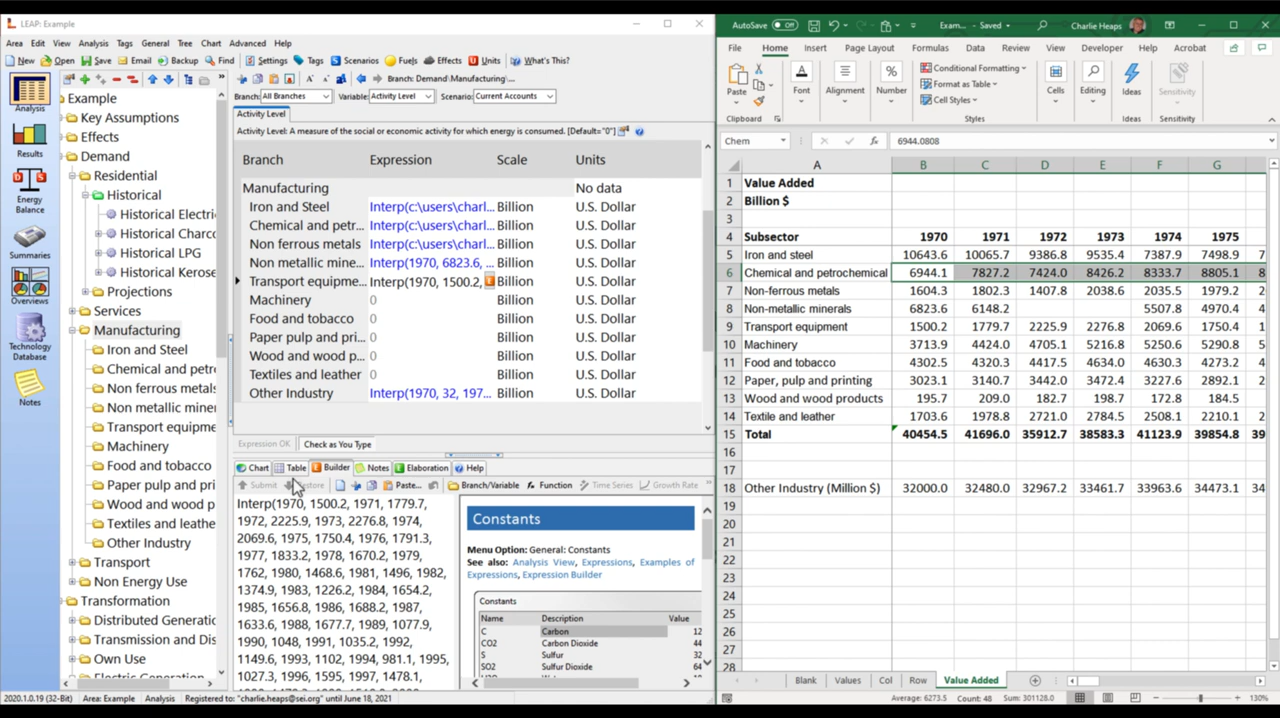 LEAP: Example
Area Edit View Analysis Tags General Tree Chart Advanced Help
New Open Save Email Backup Find Settings Tags Scenarios Fuels Effects Units What's This?
Analysis
Results
Energy
Balance
Summaries
Overviews
Technology
Database
Notes
Example
Key Assumptions
Effects
Demand
Residential
Historical
Historical Electri
Historical Charco
Historical LPG
Historical Kerose
Projections
Services
Manufacturing
Iron and Steel
Chemical and petro
Non ferrous metals
Non metallic miner
Transport equipme
Machinery
Food and tobacco
Paper pulp and pri
Wood and wood p
Textiles and leathe
Other Industry
Transport
Non Energy Use
Transformation
Distributed Generatio
Transmission and Dis
Own Use
Branch: Demand\Manufacturing\...
Branch: All Branches Variable: Activity Level Scenario: Current Accounts
Activity Level
Activity Level: A measure of the social or economic activity for which energy is consumed. [Default="0"]
Branch Expression Scale Units
Manufacturing No data
Iron and Steel Interp(c:\users\charl... Billion U.S. Dollar
Chemical and petr... Interp(c:\users\charl... Billion U.S. Dollar
Non ferrous metals Interp(c:\users\charl... Billion U.S. Dollar
Non metallic mine... Interp(1970, 6823.6, ... Billion U.S. Dollar
Transport equipme... Interp(1970, 1500.2, Billion U.S. Dollar
Machinery 0 Billion U.S. Dollar
Food and tobacco 0 Billion U.S. Dollar
Paper pulp and pri... 0 Billion U.S. Dollar
Wood and wood p... 0 Billion U.S. Dollar
Textiles and leather 0 Billion U.S. Dollar
Other Industry Interp(1970, 32, 197... Billion U.S. Dollar
Expression OK Check as You Type
Chart Table Builder Notes Elaboration Help
Submit Paste... Branch/Variable Function Time Series Growth Rate
Interp(1970, 1500.2, 1971, 1779.7,
1972, 2225.9, 1973, 2276.8, 1974,
2069.6, 1975, 1750.4, 1976, 1791.3,
1977, 1833.2, 1978, 1670.2, 1979,
1762, 1980, 1468.6, 1981, 1496, 1982,
1374.9, 1983, 1226.2, 1984, 1654.2,
1985, 1656.8, 1986, 1688.2, 1987,
1633.6, 1988, 1677.7, 1989, 1077.9,
1990, 1048, 1991, 1035.2, 1992,
1149.6, 1993, 1102, 1994, 981.1, 1995,
1027.3, 1996, 1595, 1997, 1478.1,
Constants
Menu Option: General: Constants
See also: Analysis View, Expressions, Examples of
Expressions, Expression Builder
Constants
Name Description Value
C Carbon 12
CO2 Carbon Dioxide 44
S Sulfur 32
SO2 Sulfur Dioxide 64
2020.1.0.19 (32-Bit) Area: Example Analysis Registered to: "charlie.heaps@sei.org" until June 18, 2021
AutoSave Off Exam... - Saved Charlie Heaps
File Home Insert Page Layout Formulas Data Review View Developer Help Acrobat
Paste Font Alignment Number Conditional Formatting Format as Table Cell Styles Cells Editing Ideas Sensitivity
Clipboard Styles Ideas Sensitivity
Chem fx 6944.0808
A B C D E F G
1 Value Added
2 Billion $
3
4 Subsector 1970 1971 1972 1973 1974 1975
5 Iron and steel 10643.6 10065.7 9386.8 9535.4 7387.9 7498.9 7
6 Chemical and petrochemical 6944.1 7827.2 7424.0 8426.2 8333.7 8805.1 8
7 Non-ferrous metals 1604.3 1802.3 1407.8 2038.6 2035.5 1979.2 2
8 Non-metallic minerals 6823.6 6148.2 5507.8 4970.4 4
9 Transport equipment 1500.2 1779.7 2225.9 2276.8 2069.6 1750.4 1
10 Machinery 3713.9 4424.0 4705.1 5216.8 5250.6 5290.8 5
11 Food and tobacco 4302.5 4320.3 4417.5 4634.0 4630.3 4273.2 4
12 Paper, pulp and printing 3023.1 3140.7 3442.0 3472.4 3227.6 2892.1 2
13 Wood and wood products 195.7 209.0 182.7 198.7 172.8 184.5
14 Textile and leather 1703.6 1978.8 2721.0 2784.5 2508.1 2210.1 2
15 Total 40454.5 41696.0 35912.7 38583.3 41123.9 39854.8 39
16
17
18 Other Industry (Million $) 32000.0 32480.0 32967.2 33461.7 33963.6 34473.1 34
19
20
21
22
23
24
25
26
27
28
Blank Values Col Row Value Added
Average: 6273.5 Count: 48 Sum: 301128.0 130%